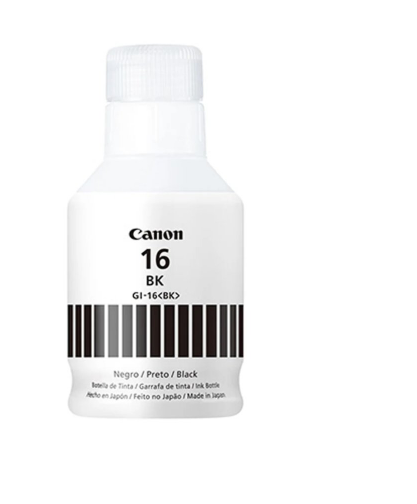 Canon
16
BK
GI-16<BK>
Negro / Preto / Black
Botella de Tinta / Garrafa de tinta / Ink Bottle
Hecho en Japón / Feito no Japão / Made in Japan